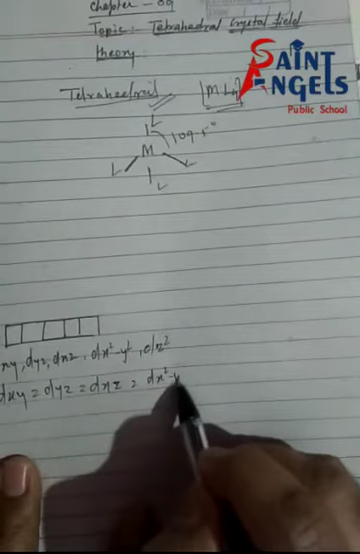 Chapter - 09
Topic: Tetrahedral Crystal field
theory.
SAINT
ANGELS
Public School
Tetrahedral
L
109.5°
M
L
L
L
xy, dyz, dxz, dx²-y², dz²
dxy = dyz = dxz = dx²-y